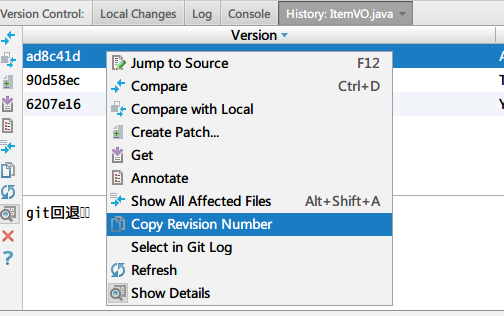 Version Control: Local Changes Log Console History: ItemVO.java
Version
ad8c41d
90d58ec
6207e16
Jump to Source F12
Compare Ctrl+D
Compare with Local
Create Patch...
Get
Annotate
Show All Affected Files Alt+Shift+A
Copy Revision Number
Select in Git Log
Refresh
Show Details
git回退